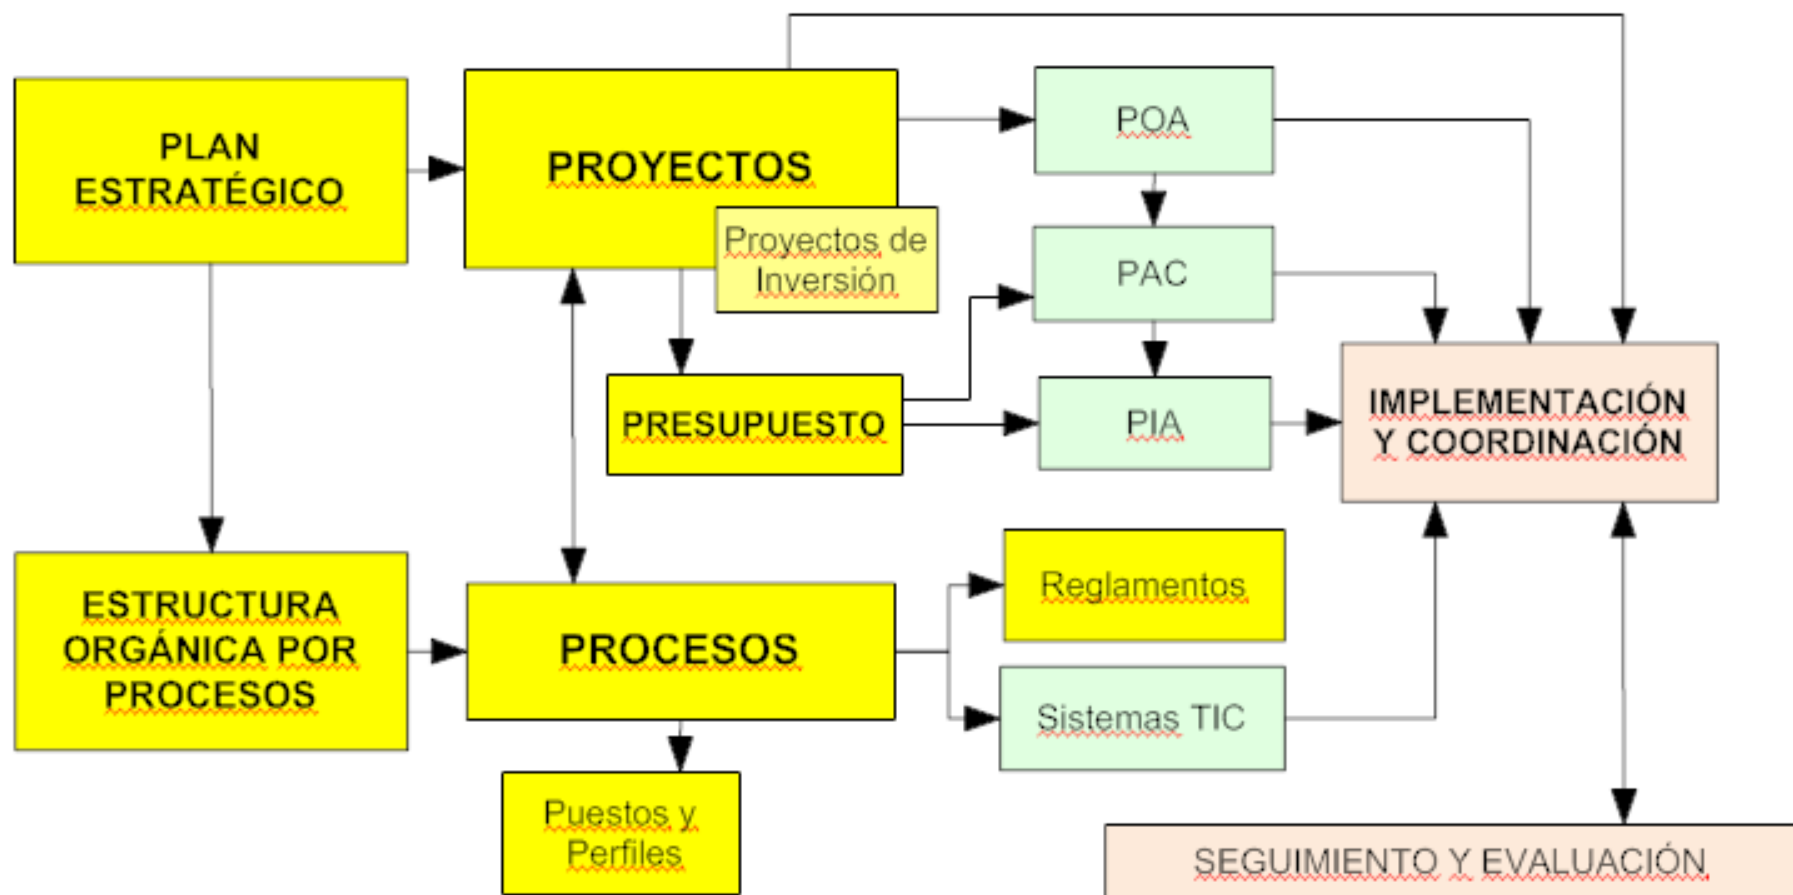 PLAN
ESTRATÉGICO
PROYECTOS
Proyectos de
Inversión
POA
PAC
PRESUPUESTO
PIA
IMPLEMENTACIÓN
Y COORDINACIÓN
ESTRUCTURA
ORGÁNICA POR
PROCESOS
PROCESOS
Reglamentos
Sistemas TIC
Puestos y
Perfiles
SEGUIMIENTO Y EVALUACIÓN